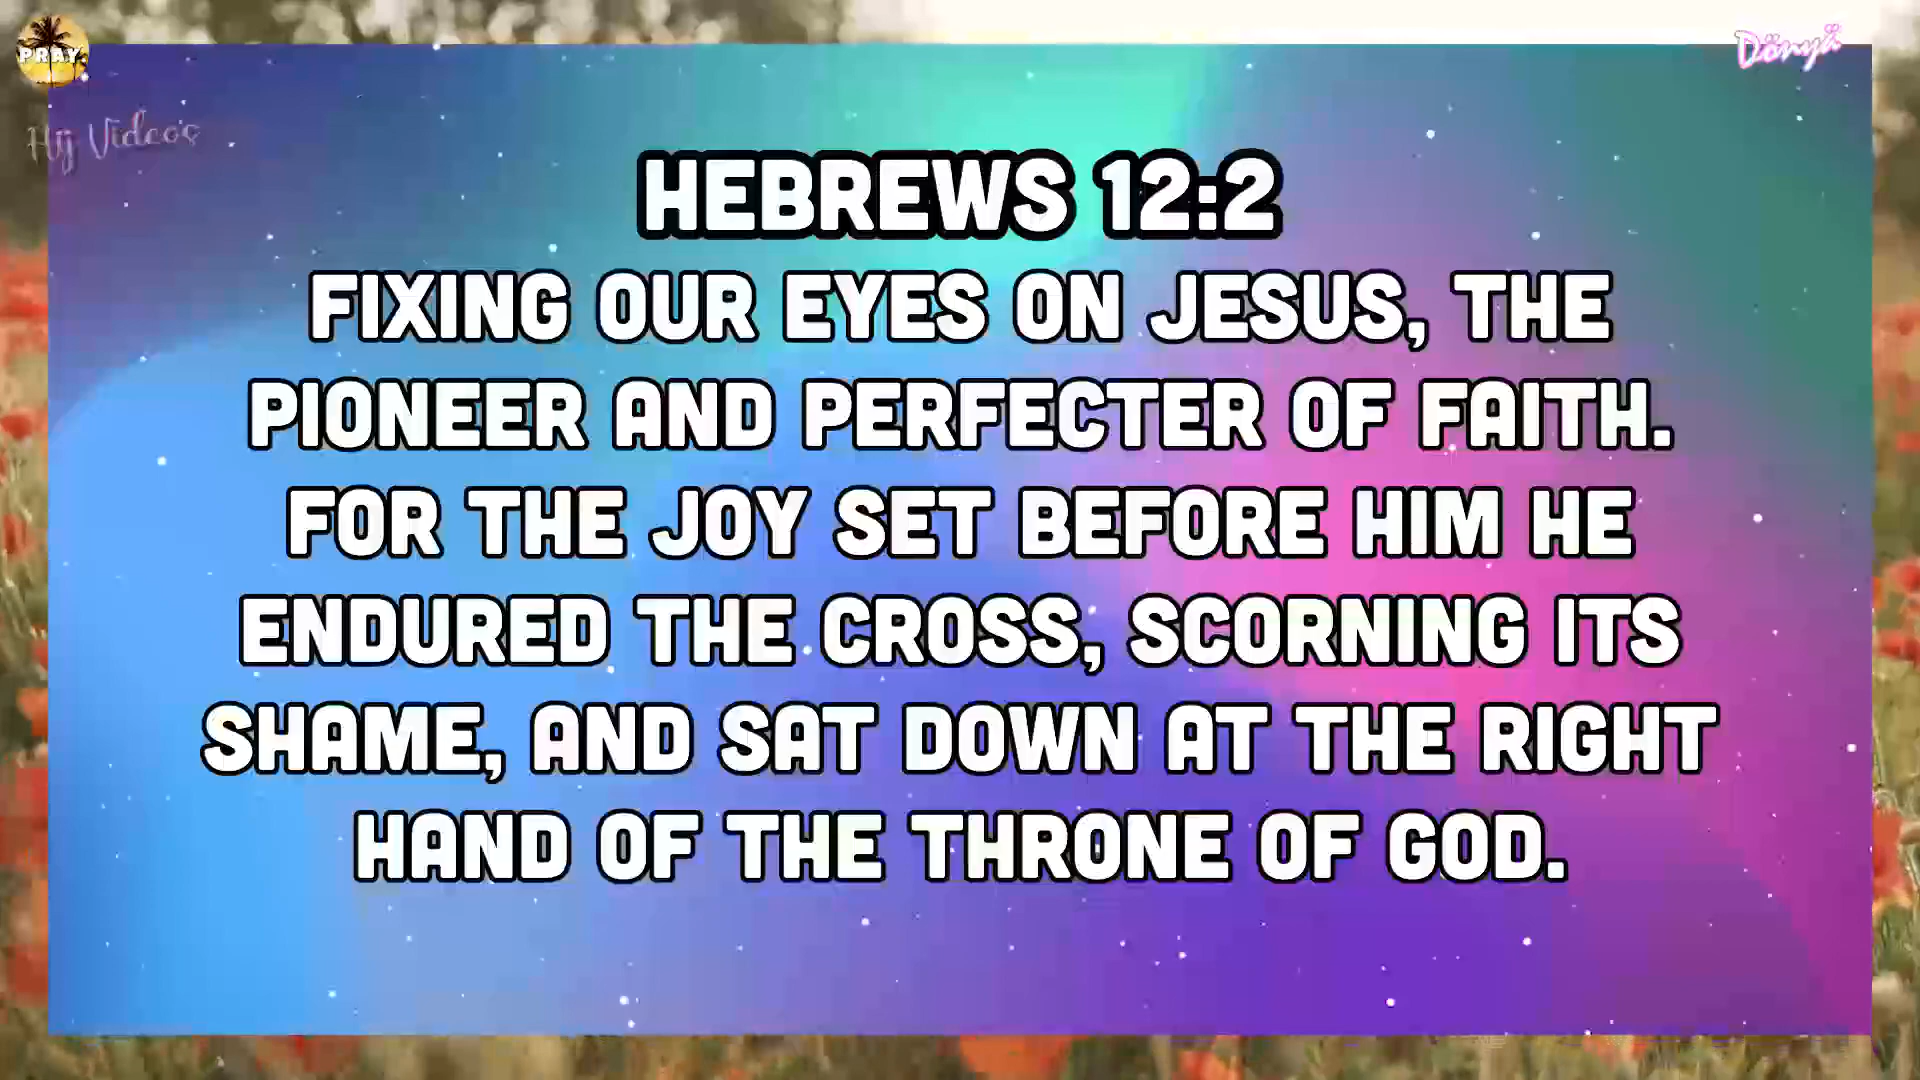 PRAY
Dönyä
Hij Video's
HEBREWS 12:2
FIXING OUR EYES ON JESUS, THE
PIONEER AND PERFECTER OF FAITH.
FOR THE JOY SET BEFORE HIM HE
ENDURED THE CROSS, SCORNING ITS
SHAME, AND SAT DOWN AT THE RIGHT
HAND OF THE THRONE OF GOD.